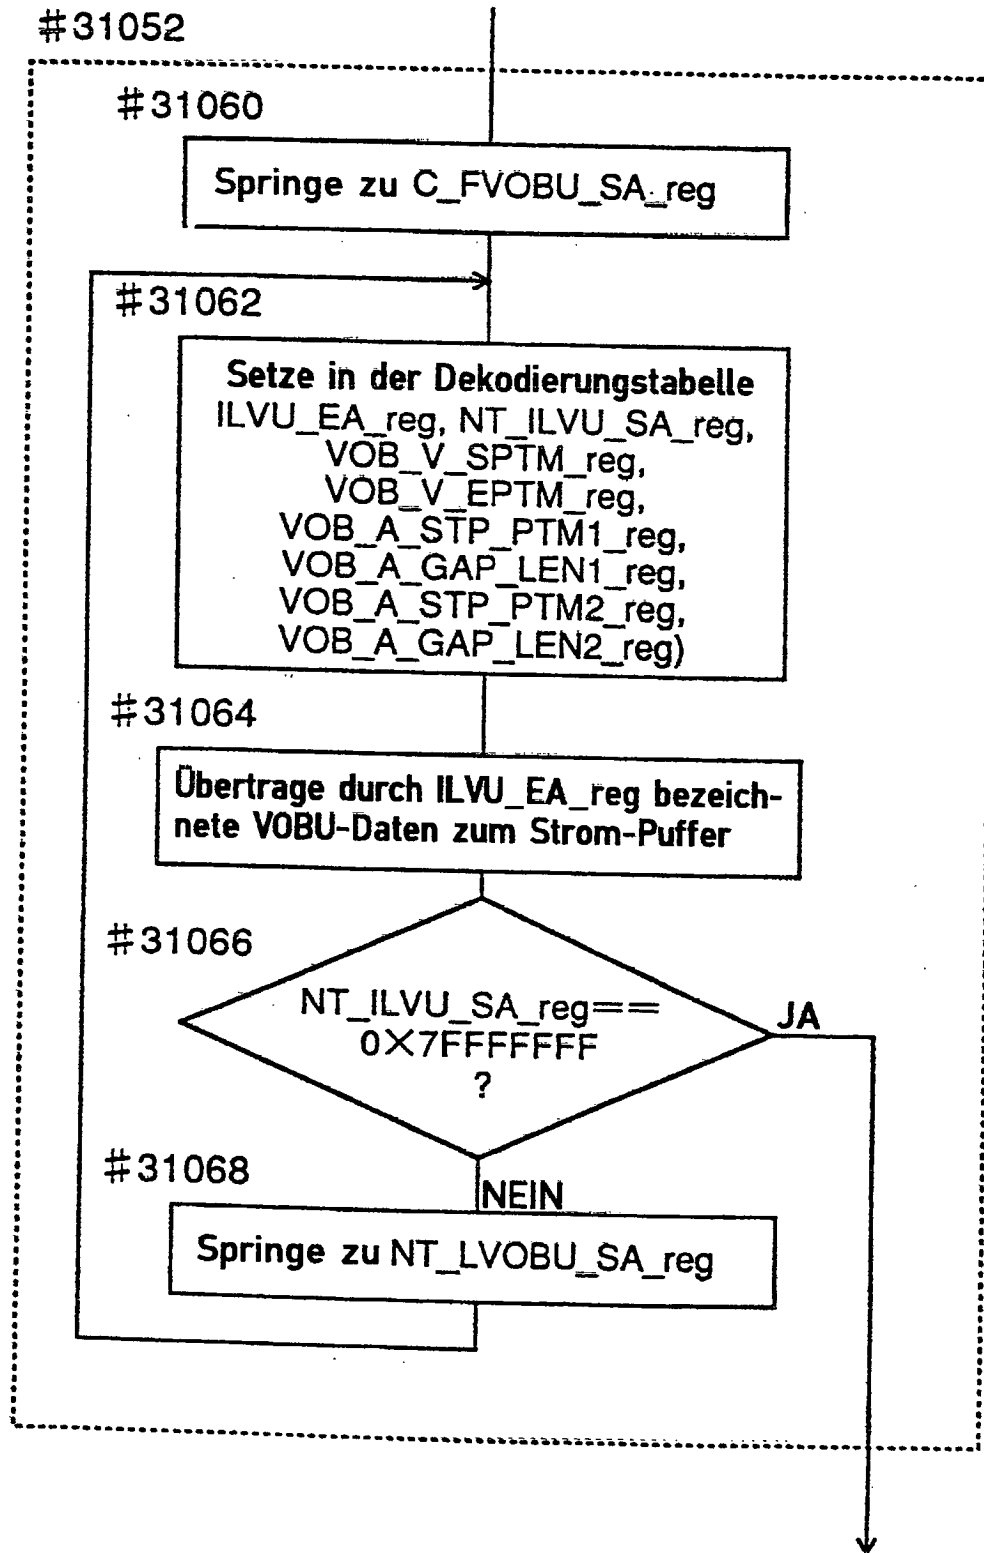 #31052
#31060
Springe zu C_FVOBU_SA_reg
#31062
Setze in der Dekodierungstabelle
ILVU_EA_reg, NT_ILVU_SA_reg,
VOB_V_SPTM_reg,
VOB_V_EPTM_reg,
VOB_A_STP_PTM1_reg,
VOB_A_GAP_LEN1_reg,
VOB_A_STP_PTM2_reg,
VOB_A_GAP_LEN2_reg)
#31064
Übertrage durch ILVU_EA_reg bezeich-
nete VOBU-Daten zum Strom-Puffer
#31066
NT_ILVU_SA_reg==
0X7FFFFFFF
?
JA
#31068
NEIN
Springe zu NT_LVOBU_SA_reg